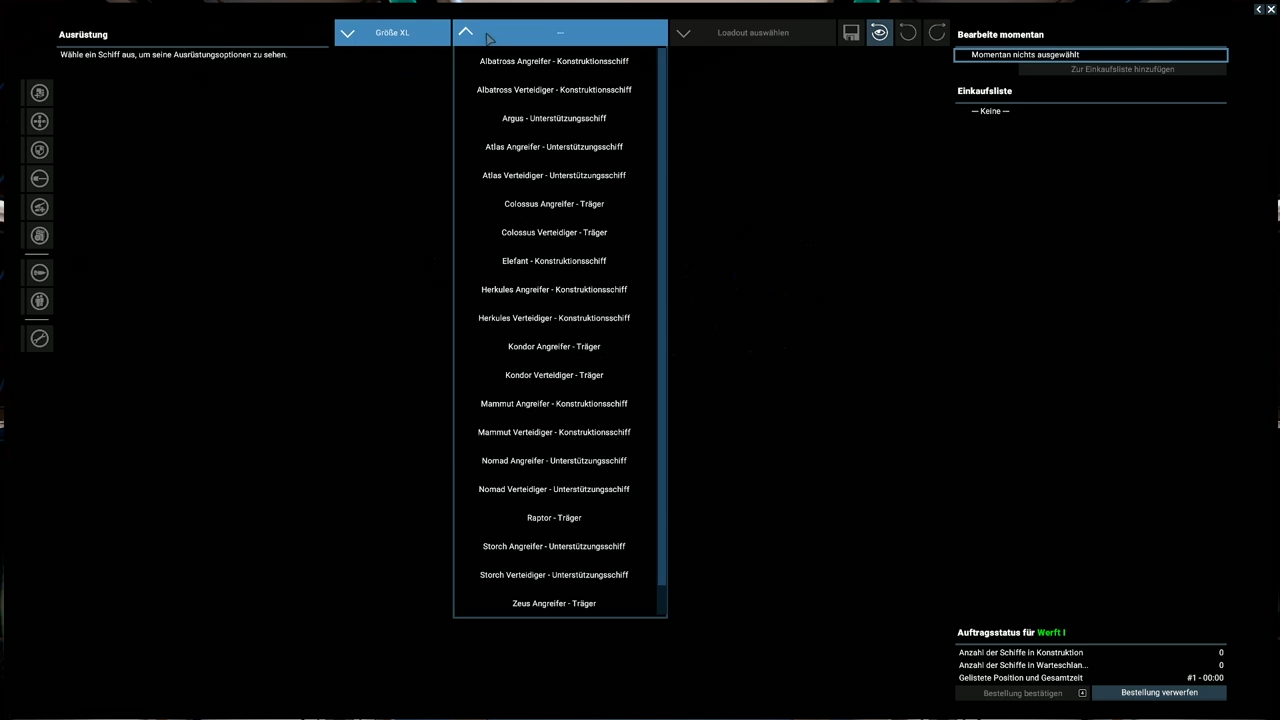 Ausrüstung
Wähle ein Schiff aus, um seine Ausrüstungsoptionen zu sehen.
Größe XL
---
Loadout auswählen
Albatross Angreifer - Konstruktionsschiff
Albatross Verteidiger - Konstruktionsschiff
Argus - Unterstützungsschiff
Atlas Angreifer - Unterstützungsschiff
Atlas Verteidiger - Unterstützungsschiff
Colossus Angreifer - Träger
Colossus Verteidiger - Träger
Elefant - Konstruktionsschiff
Herkules Angreifer - Konstruktionsschiff
Herkules Verteidiger - Konstruktionsschiff
Kondor Angreifer - Träger
Kondor Verteidiger - Träger
Mammut Angreifer - Konstruktionsschiff
Mammut Verteidiger - Konstruktionsschiff
Nomad Angreifer - Unterstützungsschiff
Nomad Verteidiger - Unterstützungsschiff
Raptor - Träger
Storch Angreifer - Unterstützungsschiff
Storch Verteidiger - Unterstützungsschiff
Zeus Angreifer - Träger
Bearbeite momentan
Momentan nichts ausgewählt
Zur Einkaufsliste hinzufügen
Einkaufsliste
--- Keine ---
Auftragsstatus für Werft I
Anzahl der Schiffe in Konstruktion 0
Anzahl der Schiffe in Warteschlan... 0
Gelistete Position und Gesamtzeit #1 - 00:00
Bestellung bestätigen
Bestellung verwerfen